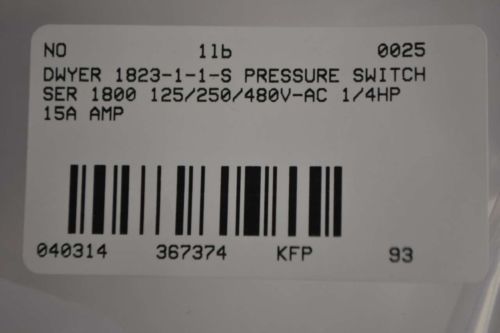 NO 1lb 0025
DWYER 1823-1-1-S PRESSURE SWITCH
SER 1800 125/250/480V-AC 1/4HP
15A AMP
040314 367374 KFP 93